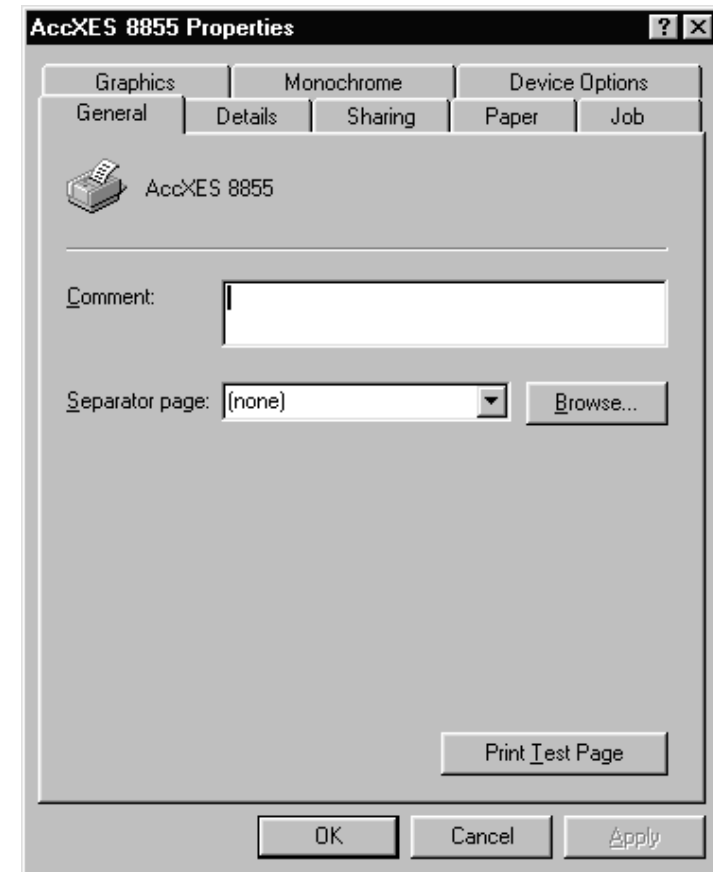 AccXES 8855 Properties
Graphics Monochrome Device Options
General Details Sharing Paper Job
AccXES 8855
Comment:
Separator page: (none) Browse...
Print Test Page
OK Cancel Apply